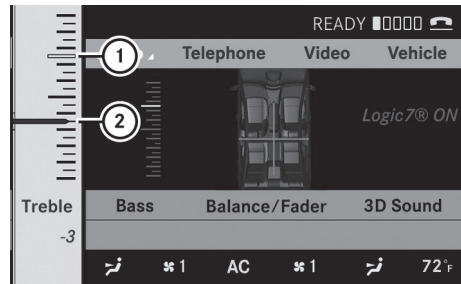 READY
1 Telephone Video Vehicle
2
Logic7® ON
Treble Bass Balance/Fader 3D Sound
-3
1 AC 1 72°F